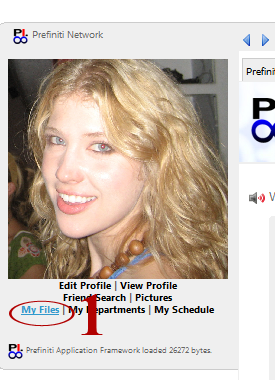 Prefiniti Network
Prefinit
Edit Profile | View Profile
Friend Search | Pictures
My Files | My Departments | My Schedule
1
Prefiniti Application Framework loaded 26272 bytes.